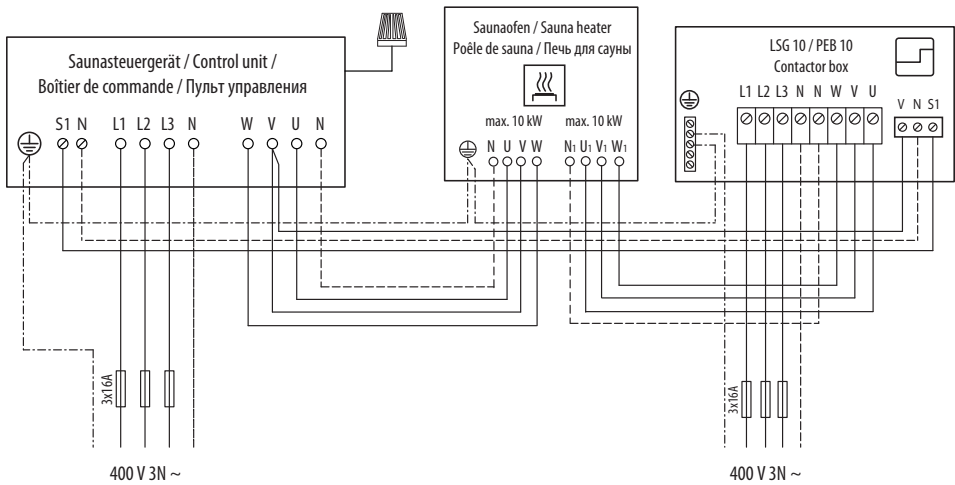 Saunasteuergerät / Control unit /
Boîtier de commande / Пульт управления
S1 N L1 L2 L3 N W V U N
Saunaofen / Sauna heater
Poêle de sauna / Печь для сауны
max. 10 kW max. 10 kW
N U V W N1 U1 V1 W1
LSG 10 / PEB 10
Contactor box
L1 L2 L3 N N W V U
V N S1
3x16A
3x16A
400 V 3N ~
400 V 3N ~